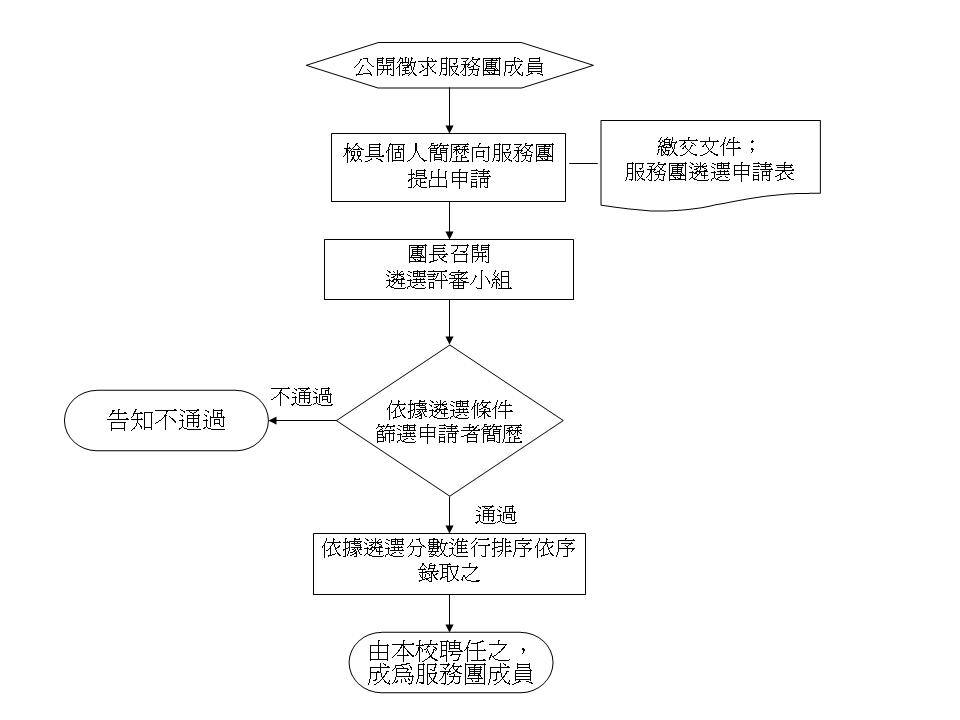 公開徵求服務團成員
檢具個人簡歷向服務團
提出申請
繳交文件；
服務團遴選申請表
團長召開
遴選評審小組
依據遴選條件
篩選申請者簡歷
不通過
告知不通過
通過
依據遴選分數進行排序依序
錄取之
由本校聘任之，
成為服務團成員